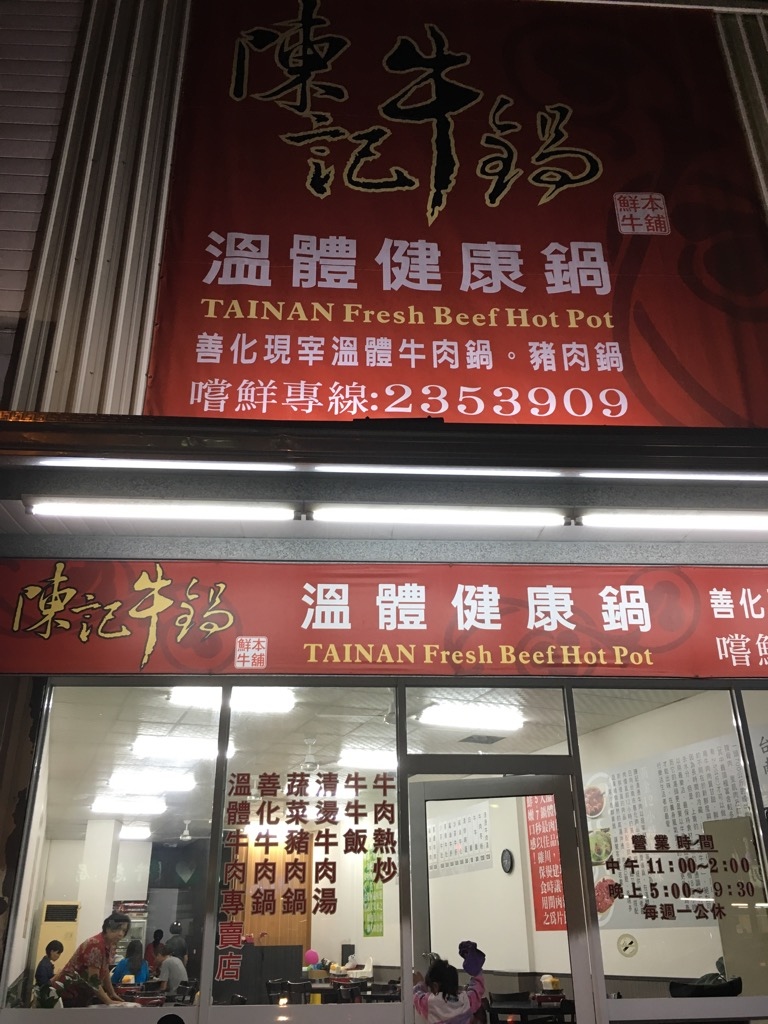 陳記牛鍋
鮮牛本舖
溫體健康鍋
TAINAN Fresh Beef Hot Pot
善化現宰溫體牛肉鍋。豬肉鍋
嚐鮮專線:2353909
陳記牛鍋
鮮牛本舖
溫體健康鍋
TAINAN Fresh Beef Hot Pot
善化
嚐鮮
牛肉熱炒
牛牛飯
清燙牛肉湯
蔬菜豬肉鍋
善化牛肉鍋
溫體牛肉專賣店
營業時間
中午 11:00~2:00
晚上 5:00~ 9:30
每週一公休